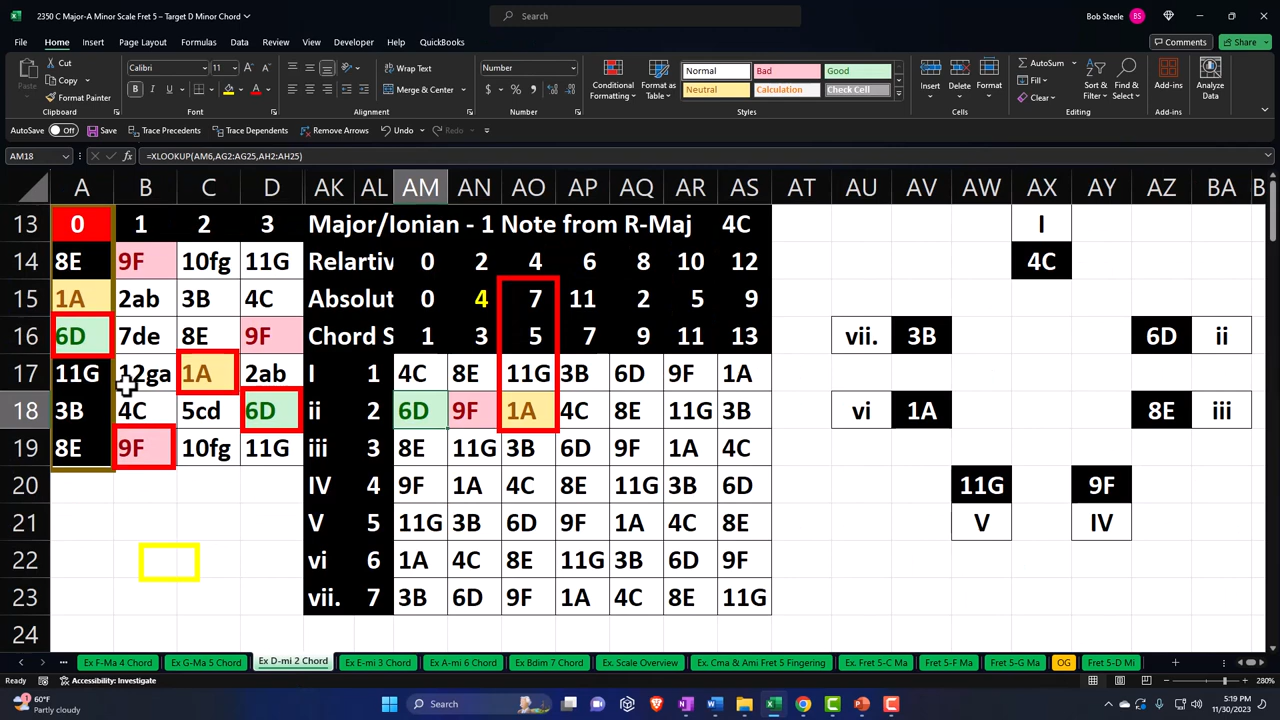 2350 C Major-A Minor Scale Fret 5 – Target D Minor Chord
Search
Bob Steele
BS
File Home Insert Page Layout Formulas Data Review View Developer Automate Help QuickBooks
Comments
Share
Cut
Copy
Paste
Format Painter
Calibri 11
Wrap Text
Merge & Center
Number
Conditional Formatting
Format as Table
Normal Bad Good
Neutral Calculation Check Cell
Insert Delete Format
AutoSum
Fill
Clear
Sort & Filter
Find & Select
Add-ins
Analyze Data
Clipboard Font Alignment Number Styles Cells Editing Add-ins
AutoSave Off Save Trace Precedents Trace Dependents Remove Arrows Undo Redo
AM18
=XLOOKUP(AM6,AG2:AG25,AH2:AH25)
A B C D AK AL AM AN AO AP AQ AR AS AT AU AV AW AX AY AZ BA B
13 0 1 2 3 Major/Ionian - 1 Note from R-Maj 4C I
14 8E 9F 10fg 11G Relartiv 0 2 4 6 8 10 12 4C
15 1A 2ab 3B 4C Absolut 0 4 7 11 2 5 9
16 6D 7de 8E 9F Chord S 1 3 5 7 9 11 13 vii. 3B 6D ii
17 11G 12ga 1A 2ab I 1 4C 8E 11G 3B 6D 9F 1A
18 3B 4C 5cd 6D ii 2 6D 9F 1A 4C 8E 11G 3B vi 1A 8E iii
19 8E 9F 10fg 11G iii 3 8E 11G 3B 6D 9F 1A 4C
20 IV 4 9F 1A 4C 8E 11G 3B 6D 11G 9F
21 V 5 11G 3B 6D 9F 1A 4C 8E V IV
22 vi 6 1A 4C 8E 11G 3B 6D 9F
23 vii. 7 3B 6D 9F 1A 4C 8E 11G
24
Ex F-Ma 4 Chord Ex G-Ma 5 Chord Ex D-mi 2 Chord Ex E-mi 3 Chord Ex A-mi 6 Chord Ex Bdim 7 Chord Ex. Scale Overview Ex. Cma & Ami Fret 5 Fingering Ex. Fret 5-C Ma Fret 5-F Ma Fret 5-G Ma OG Fret 5-D Mi
Ready Accessibility: Investigate 280%
60°F
Partly cloudy
Search
5:19 PM
11/30/2023